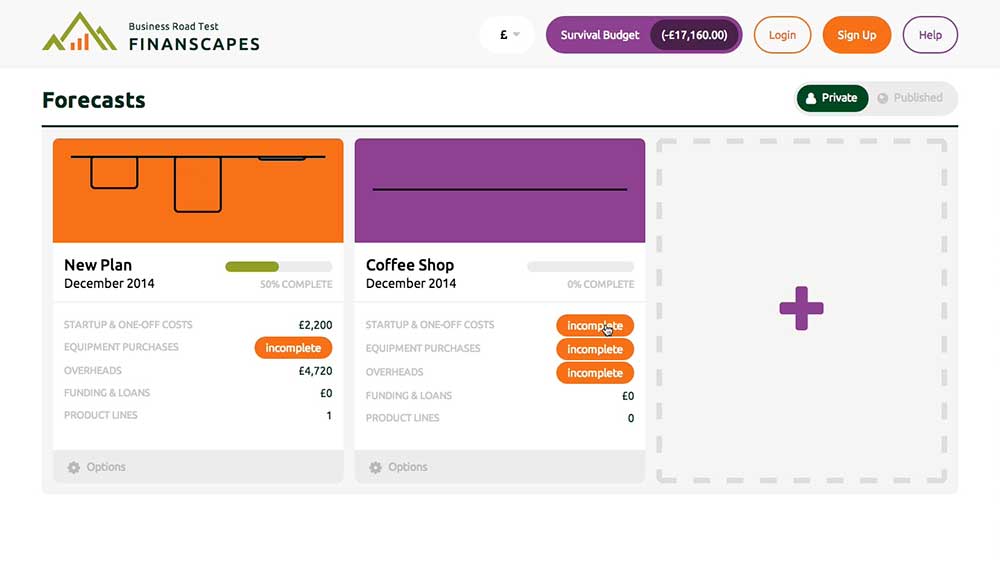 Business Road Test
FINANSCAPES
£
Survival Budget
(-£17,160.00)
Login
Sign Up
Help
Forecasts
Private
Published
New Plan
December 2014
50% COMPLETE
STARTUP & ONE-OFF COSTS £2,200
EQUIPMENT PURCHASES incomplete
OVERHEADS £4,720
FUNDING & LOANS £0
PRODUCT LINES 1
Options
Coffee Shop
December 2014
0% COMPLETE
STARTUP & ONE-OFF COSTS incomplete
EQUIPMENT PURCHASES incomplete
OVERHEADS incomplete
FUNDING & LOANS £0
PRODUCT LINES 0
Options